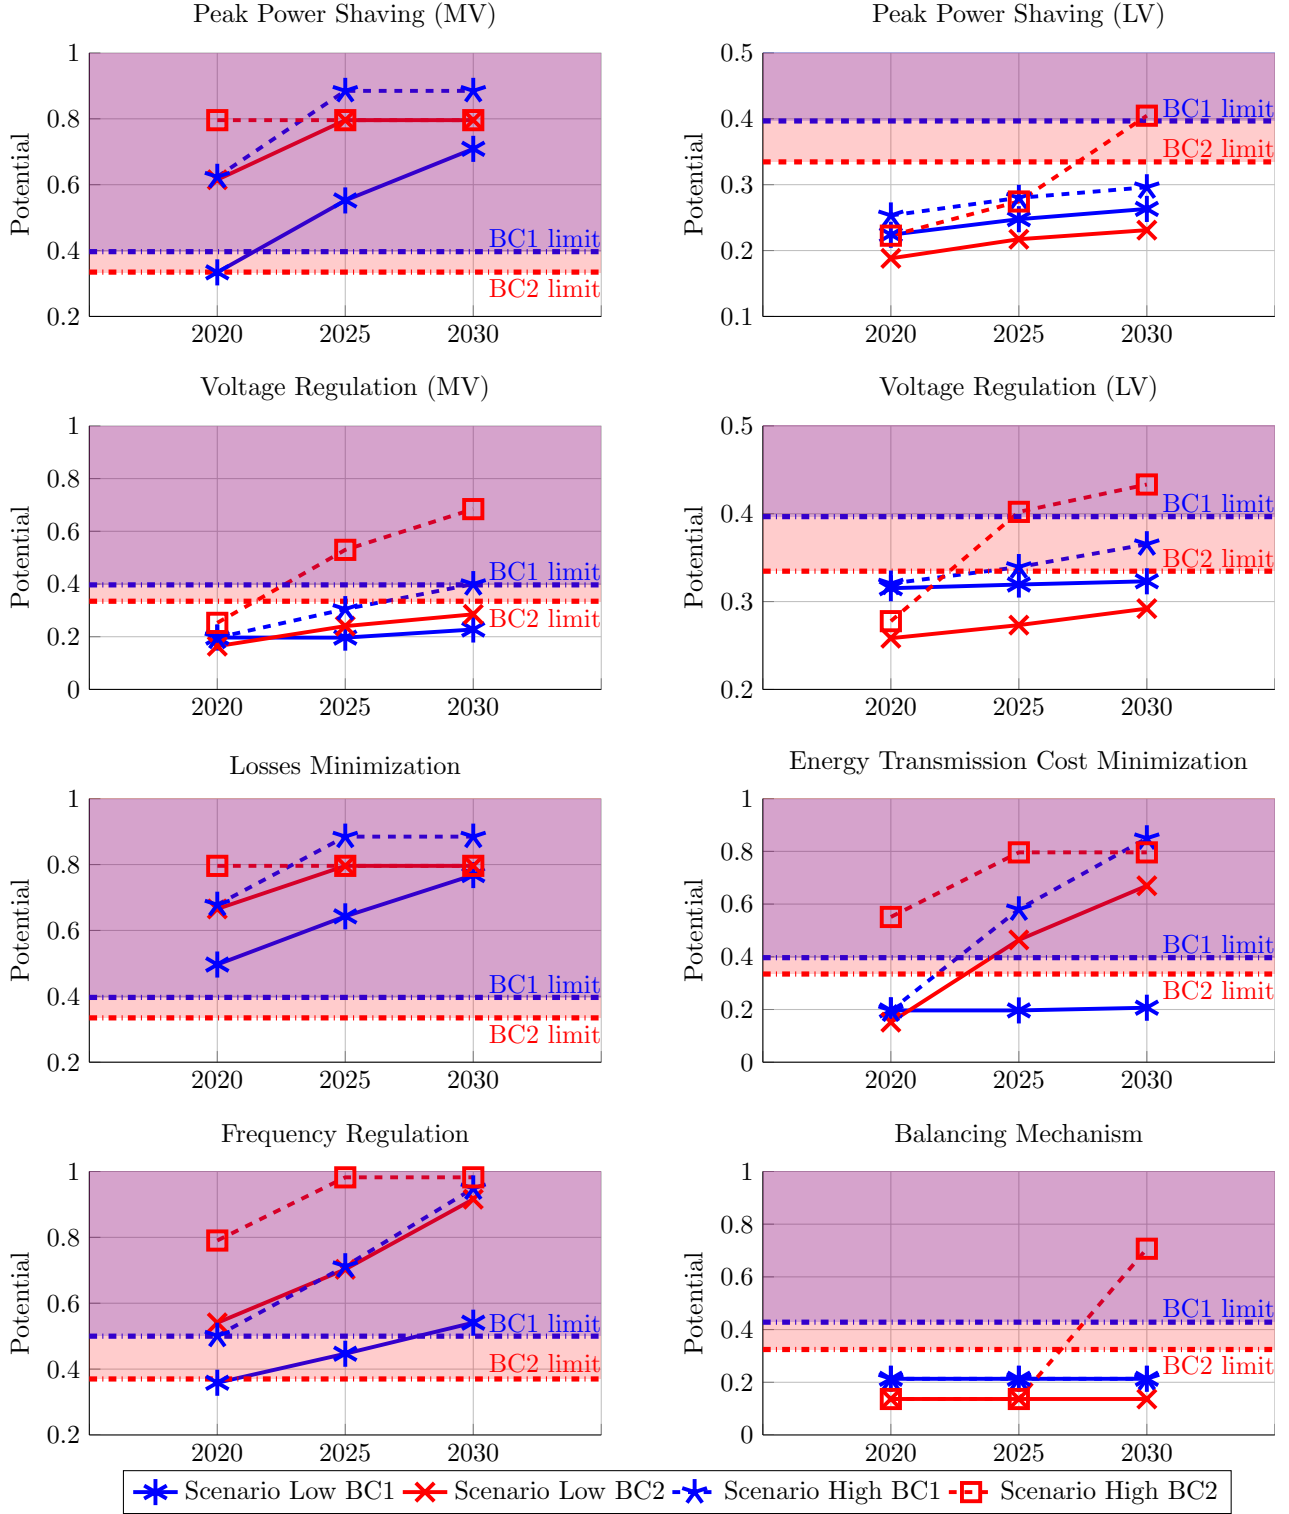 Peak Power Shaving (MV)
Potential
1
0.8
0.6
0.4
0.2
BC1 limit
BC2 limit
2020 2025 2030
Peak Power Shaving (LV)
Potential
0.5
0.4
0.3
0.2
0.1
BC1 limit
BC2 limit
2020 2025 2030
Voltage Regulation (MV)
Potential
1
0.8
0.6
0.4
0.2
0
BC1 limit
BC2 limit
2020 2025 2030
Voltage Regulation (LV)
Potential
0.5
0.4
0.3
0.2
BC1 limit
BC2 limit
2020 2025 2030
Losses Minimization
Potential
1
0.8
0.6
0.4
0.2
BC1 limit
BC2 limit
2020 2025 2030
Energy Transmission Cost Minimization
Potential
1
0.8
0.6
0.4
0.2
0
BC1 limit
BC2 limit
2020 2025 2030
Frequency Regulation
Potential
1
0.8
0.6
0.4
0.2
BC1 limit
BC2 limit
2020 2025 2030
Balancing Mechanism
Potential
1
0.8
0.6
0.4
0.2
0
BC1 limit
BC2 limit
2020 2025 2030
Scenario Low BC1 Scenario Low BC2 Scenario High BC1 Scenario High BC2